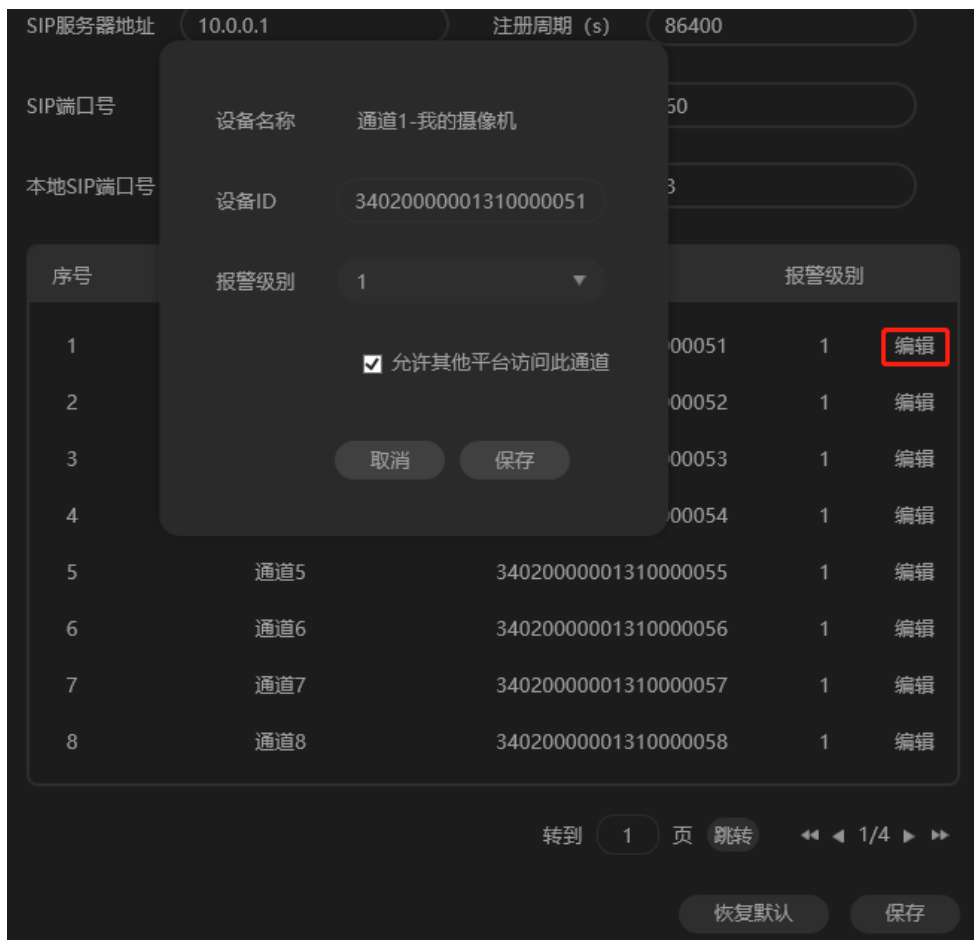 SIP服务器地址 10.0.0.1 注册周期（s） 86400
SIP端口号 60
本地SIP端口号 3
设备名称 通道1-我的摄像机
设备ID 34020000001310000051
报警级别 1
允许其他平台访问此通道
取消 保存
序号 报警级别
1 00051 1 编辑
2 00052 1 编辑
3 00053 1 编辑
4 00054 1 编辑
5 通道5 34020000001310000055 1 编辑
6 通道6 34020000001310000056 1 编辑
7 通道7 34020000001310000057 1 编辑
8 通道8 34020000001310000058 1 编辑
转到 1 页 跳转 1/4
恢复默认 保存